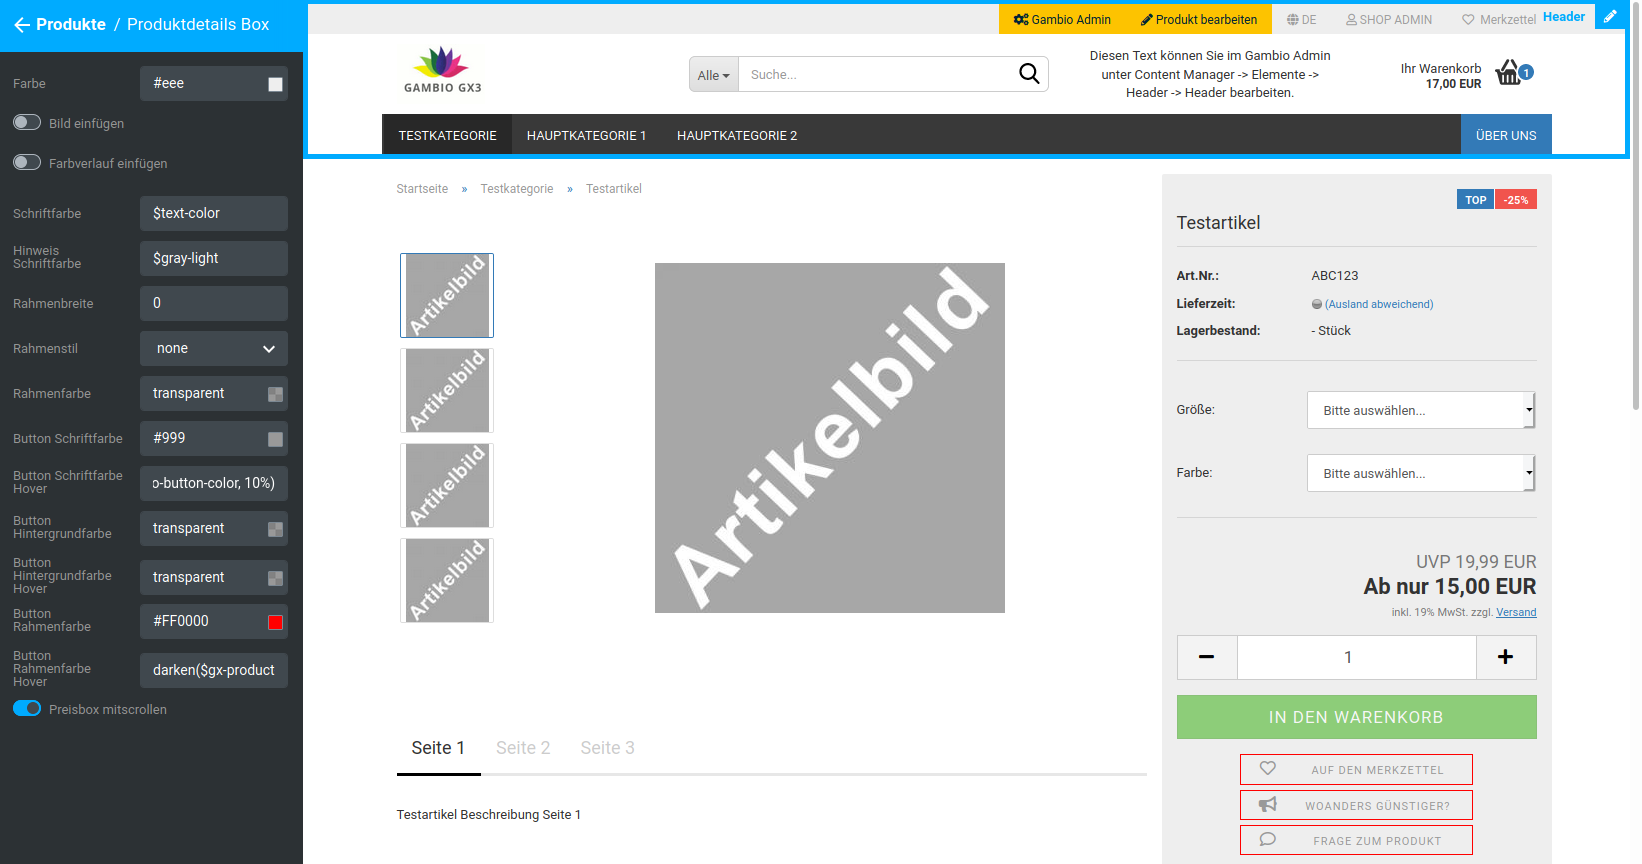 Produkte / Produktdetails Box
Farbe
#eee
Bild einfügen
Farbverlauf einfügen
Schriftfarbe
$text-color
Hinweis
Schriftfarbe
$gray-light
Rahmenbreite
0
Rahmenstil
none
Rahmenfarbe
transparent
Button Schriftfarbe
#999
Button Schriftfarbe
Hover
o-button-color, 10%)
Button
Hintergrundfarbe
transparent
Button
Hintergrundfarbe
Hover
transparent
Button
Rahmenfarbe
#FF0000
Button
Rahmenfarbe
Hover
darken($gx-product
Preisbox mitscrollen
Gambio Admin
Produkt bearbeiten
DE
SHOP ADMIN
Merkzettel
Header
GAMBIO GX3
Alle
Suche...
Diesen Text können Sie im Gambio Admin
unter Content Manager -> Elemente ->
Header -> Header bearbeiten.
Ihr Warenkorb
17,00 EUR
1
TESTKATEGORIE
HAUPTKATEGORIE 1
HAUPTKATEGORIE 2
ÜBER UNS
Startseite » Testkategorie » Testartikel
Artikelbild
Artikelbild
Artikelbild
Artikelbild
Artikelbild
Seite 1
Seite 2
Seite 3
Testartikel Beschreibung Seite 1
TOP
-25%
Testartikel
Art.Nr.: ABC123
Lieferzeit: (Ausland abweichend)
Lagerbestand: - Stück
Größe: Bitte auswählen...
Farbe: Bitte auswählen...
UVP 19,99 EUR
Ab nur 15,00 EUR
inkl. 19% MwSt. zzgl. Versand
1
IN DEN WARENKORB
AUF DEN MERKZETTEL
WOANDERS GÜNSTIGER?
FRAGE ZUM PRODUKT